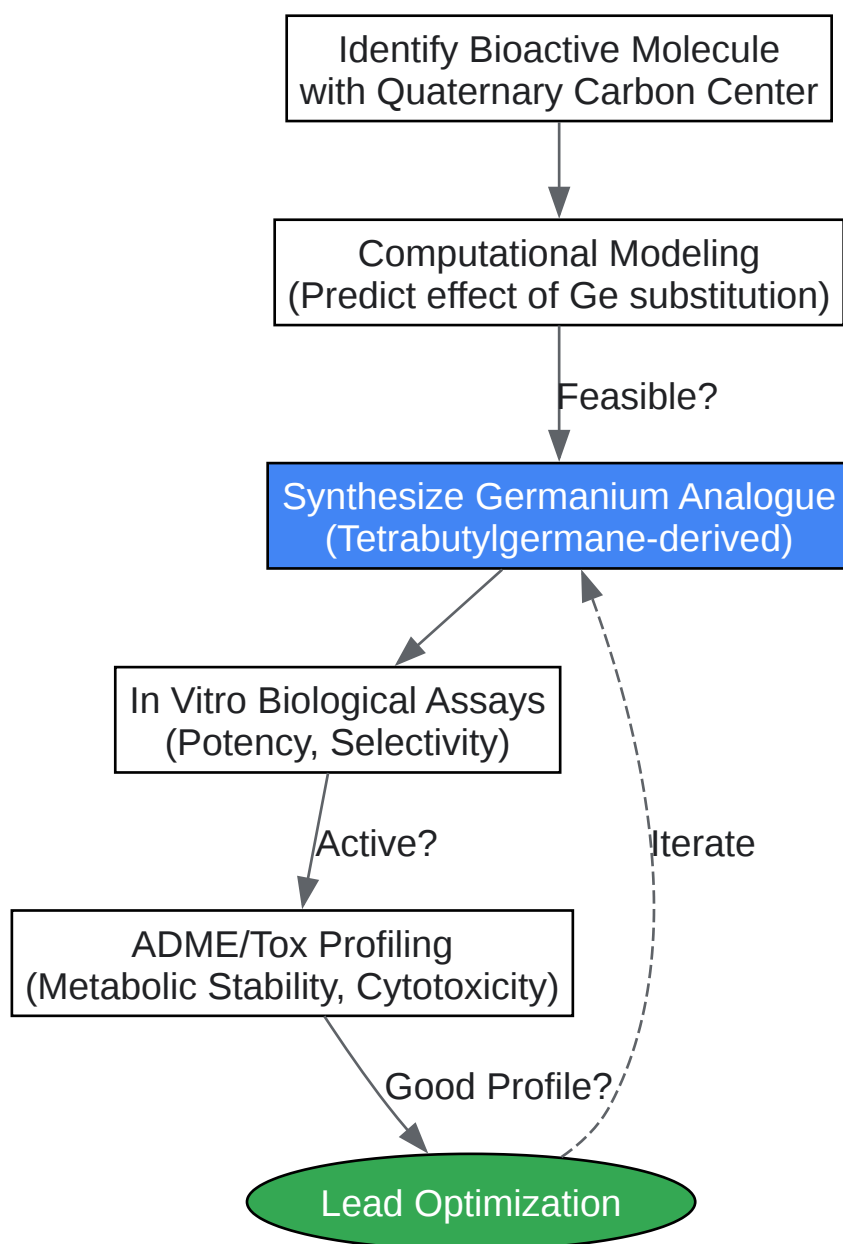 Identify Bioactive Molecule
with Quaternary Carbon Center
Computational Modeling
(Predict effect of Ge substitution)
Feasible?
Synthesize Germanium Analogue
(Tetrabutylgermane-derived)
In Vitro Biological Assays
(Potency, Selectivity)
Active?
Iterate
ADME/Tox Profiling
(Metabolic Stability, Cytotoxicity)
Good Profile?
Lead Optimization